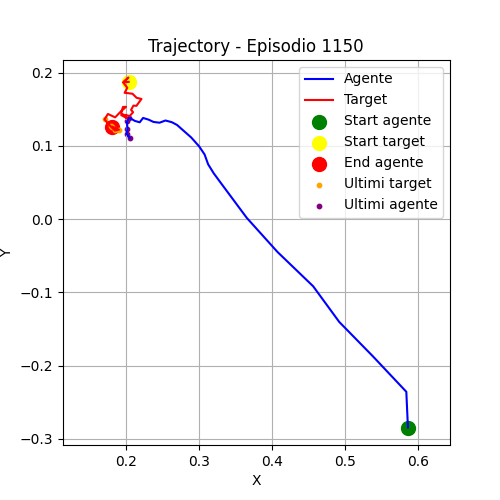 Trajectory - Episodio 1150
Agente
Target
Start agente
Start target
End agente
Ultimi target
Ultimi agente
0.2
0.1
0.0
−0.1
−0.2
−0.3
Y
0.2
0.3
0.4
0.5
0.6
X